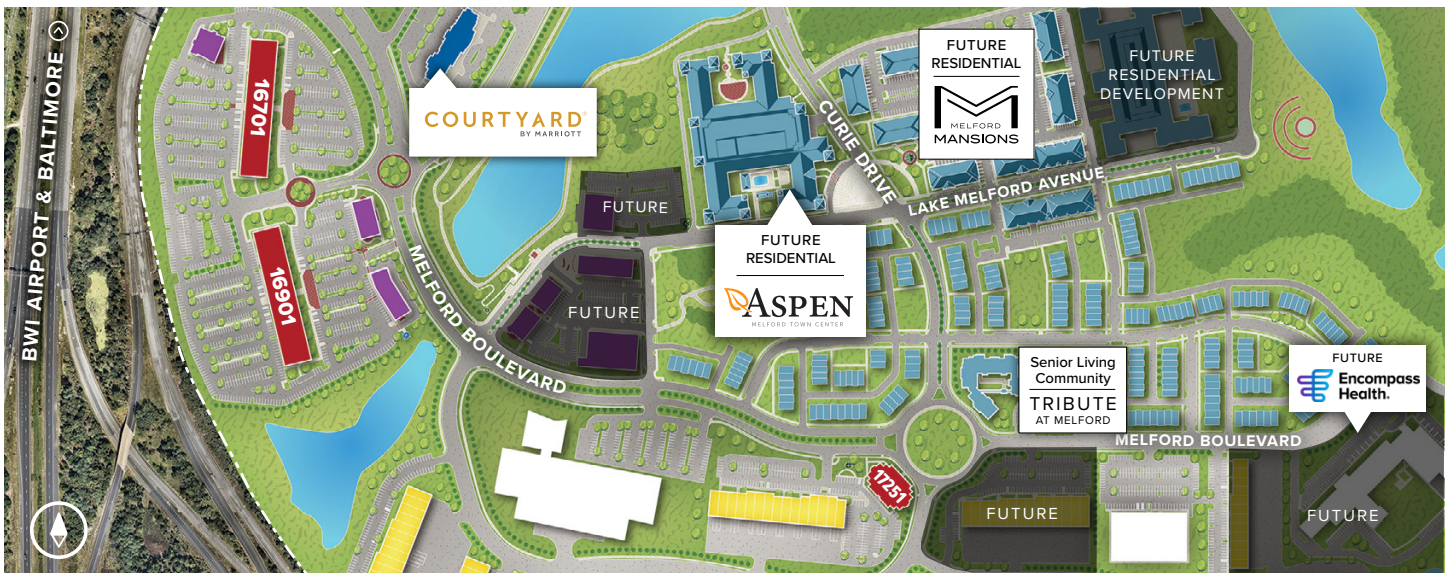 BWI AIRPORT & BALTIMORE
16701
16901
COURTYARD®
BY MARRIOTT
MELFORD BOULEVARD
FUTURE
FUTURE
FUTURE
RESIDENTIAL
ASPEN
MELFORD TOWN CENTER
CURIE DRIVE
FUTURE
RESIDENTIAL
M
MELFORD
MANSIONS
FUTURE
RESIDENTIAL
DEVELOPMENT
LAKE MELFORD AVENUE
Senior Living
Community
TRIBUTE
AT MELFORD
FUTURE
Encompass
Health.
MELFORD BOULEVARD
17251
FUTURE
FUTURE